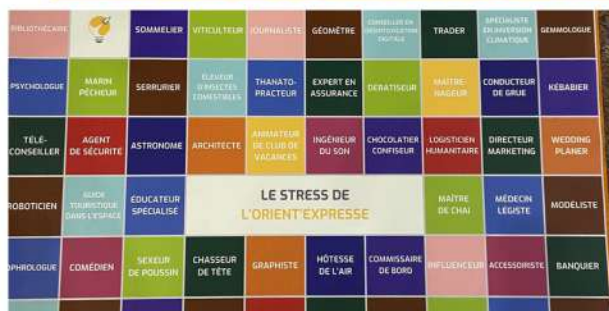 BIBLIOTHÉCAIRE
SOMMELIER
VITICULTEUR
JOURNALISTE
GÉOMÈTRE
CONSEILLER EN
DÉSINTOXICATION
DIGITALE
TRADER
SPÉCIALISTE
EN INVERSION
CLIMATIQUE
GEMMOLOGUE
PSYCHOLOGUE
MARIN
PÊCHEUR
SERRURIER
ÉLEVEUR
D'INSECTES
COMESTIBLES
THANATO-
PRACTEUR
EXPERT EN
ASSURANCE
DÉRATISEUR
MAÎTRE-
NAGEUR
CONDUCTEUR
DE GRUE
KÉBABIER
TÉLÉ-
CONSEILLER
AGENT
DE SÉCURITÉ
ASTRONOME
ARCHITECTE
ANIMATEUR
DE CLUB DE
VACANCES
INGÉNIEUR
DU SON
CHOCOLATIER
CONFISEUR
LOGISTICIEN
HUMANITAIRE
DIRECTEUR
MARKETING
WEDDING
PLANER
ROBOTICIEN
GUIDE
TOURISTIQUE
DANS L'ESPACE
ÉDUCATEUR
SPÉCIALISÉ
LE STRESS DE
L'ORIENT'EXPRESSE
MAÎTRE
DE CHAI
MÉDECIN
LÉGISTE
MODÉLISTE
OPHROLOGUE
COMÉDIEN
SEXEUR
DE POUSSIN
CHASSEUR
DE TÊTE
GRAPHISTE
HÔTESSE
DE L'AIR
COMMISSAIRE
DE BORD
INFLUENCEUR
ACCESSOIRISTE
BANQUIER